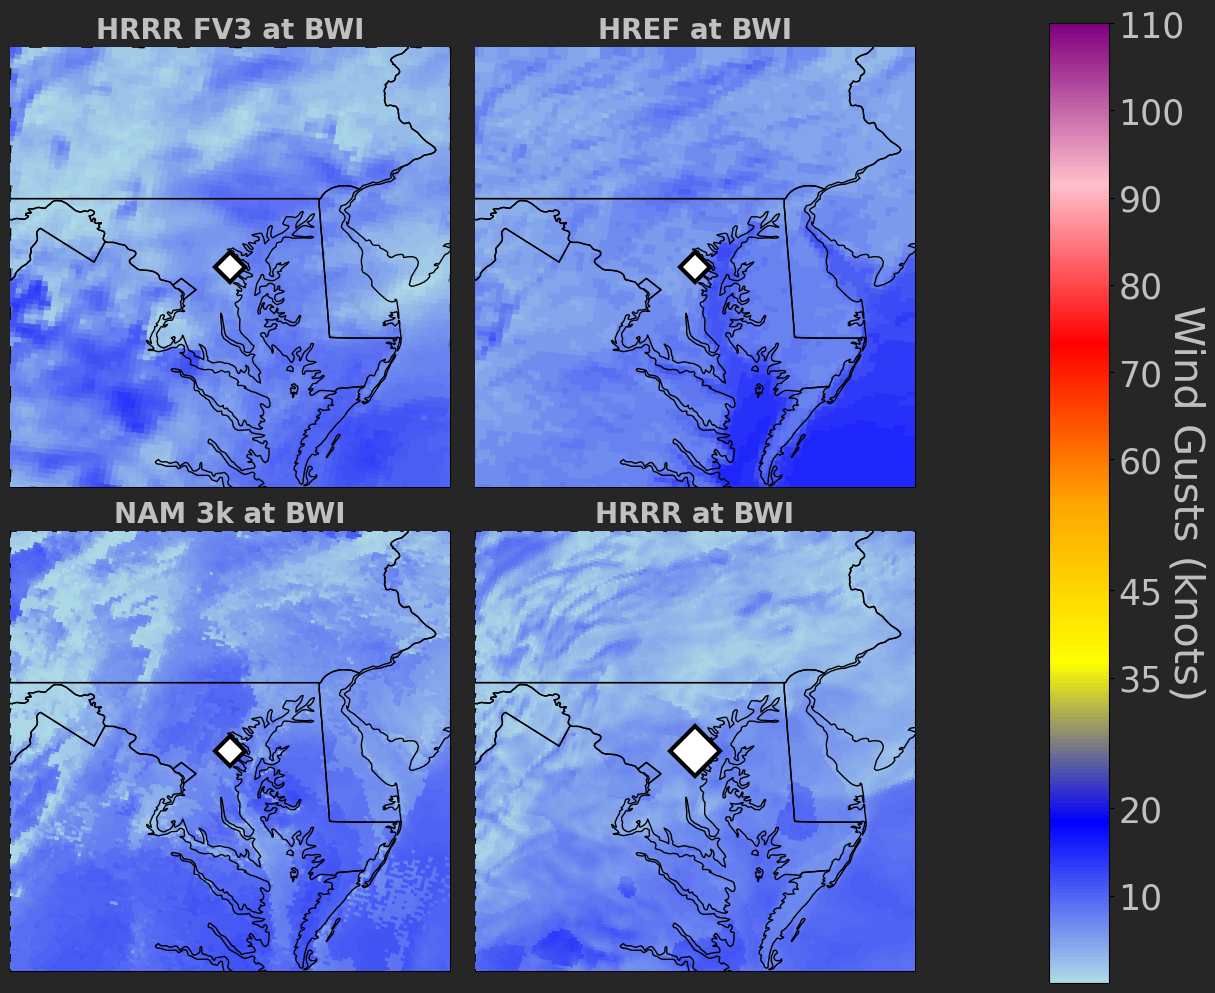 HRRR FV3 at BWI
HREF at BWI
NAM 3k at BWI
HRRR at BWI
110
100
90
80
70
60
45
35
20
10
Wind Gusts (knots)